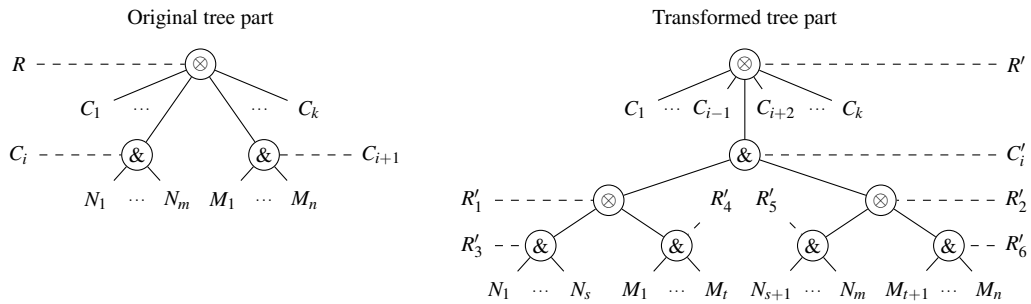 Original tree part
Transformed tree part
R ⊗ ⊗ R′
C₁ ⋯ ⋯ Cₖ C₁ ⋯ Cᵢ₋₁ Cᵢ₊₂ ⋯ Cₖ
Cᵢ & & Cᵢ₊₁ & C′ᵢ
N₁ ⋯ Nₘ M₁ ⋯ Mₙ R′₁ ⊗ R′₄ R′₅ ⊗ R′₂
R′₃ & & & & R′₆
N₁ ⋯ Nₛ M₁ ⋯ Mₜ Nₛ₊₁ ⋯ Nₘ Mₜ₊₁ ⋯ Mₙ